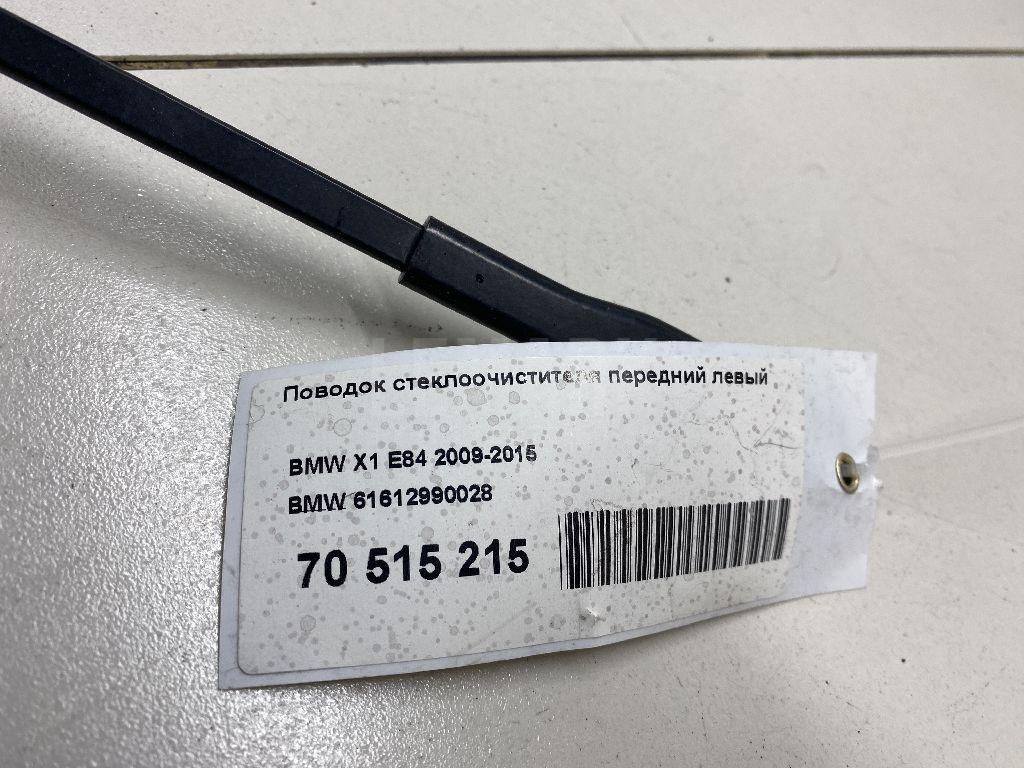 Поводок стеклоочистителя передний левый
BMW X1 E84 2009-2015
BMW 61612990028
70 515 215